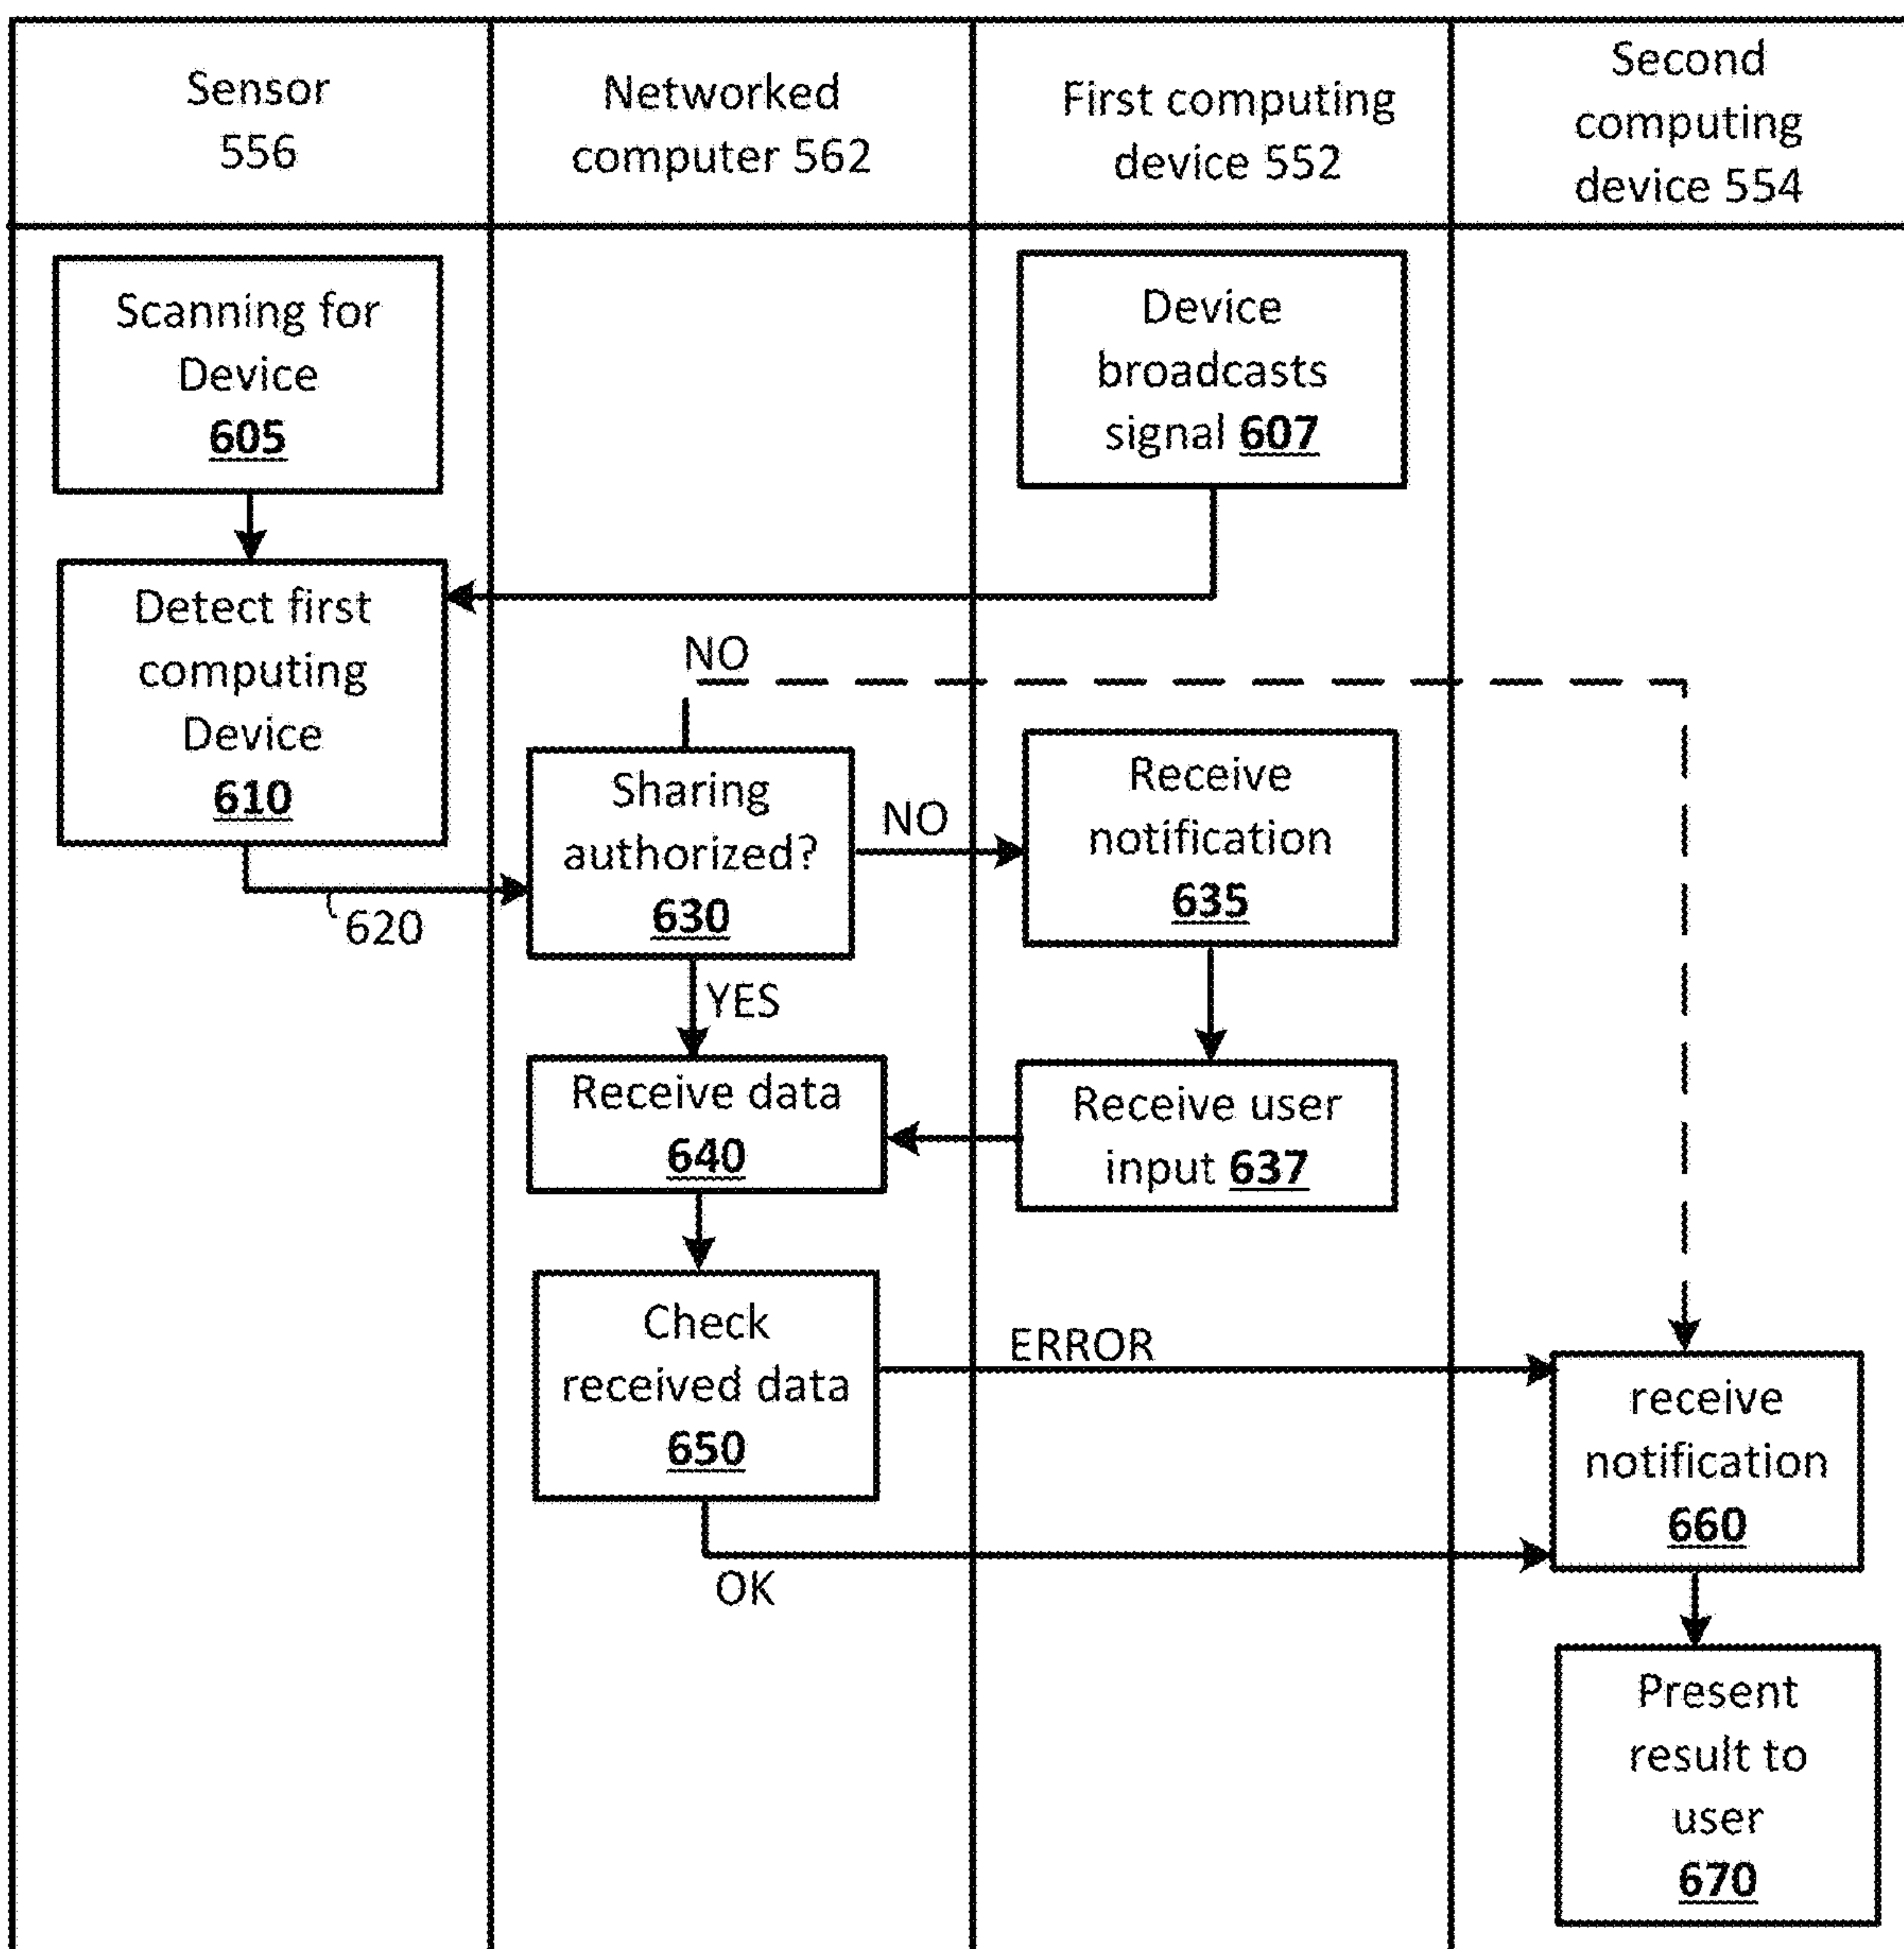 Sensor
556
Networked
computer 562
First computing
device 552
Second
computing
device 554
Scanning for
Device
605
Device
broadcasts
signal 607
Detect first
computing
Device
610
620
NO
Sharing
authorized?
630
NO
Receive
notification
635
YES
Receive data
640
Receive user
input 637
Check
received data
650
ERROR
OK
receive
notification
660
Present
result to
user
670